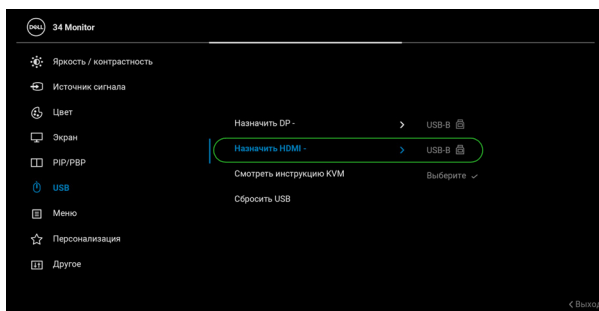 DELL 34 Monitor
Яркость / контрастность
Источник сигнала
Цвет
Экран
PIP/PBP
USB
Меню
Персонализация
Другое
Назначить DP - USB-B
Назначить HDMI - USB-B
Смотреть инструкцию KVM Выберите
Сбросить USB
Выход